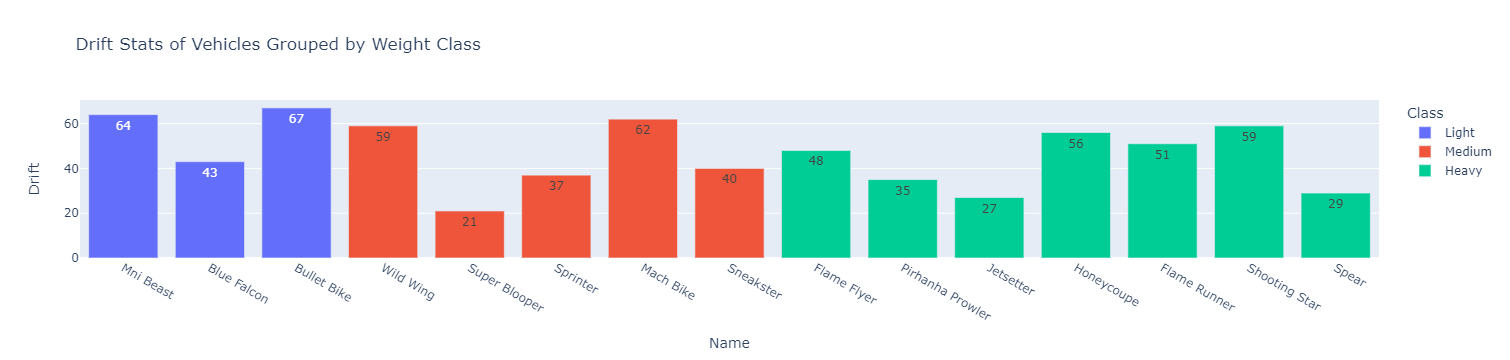 Drift Stats of Vehicles Grouped by Weight Class
Class
Light
Medium
Heavy
Drift
60
40
20
0
64
43
67
59
21
37
62
40
48
35
27
56
51
59
29
Mni Beast
Blue Falcon
Bullet Bike
Wild Wing
Super Blooper
Sprinter
Mach Bike
Sneakster
Flame Flyer
Pirhanha Prowler
Jetsetter
Honeycoupe
Flame Runner
Shooting Star
Spear
Name